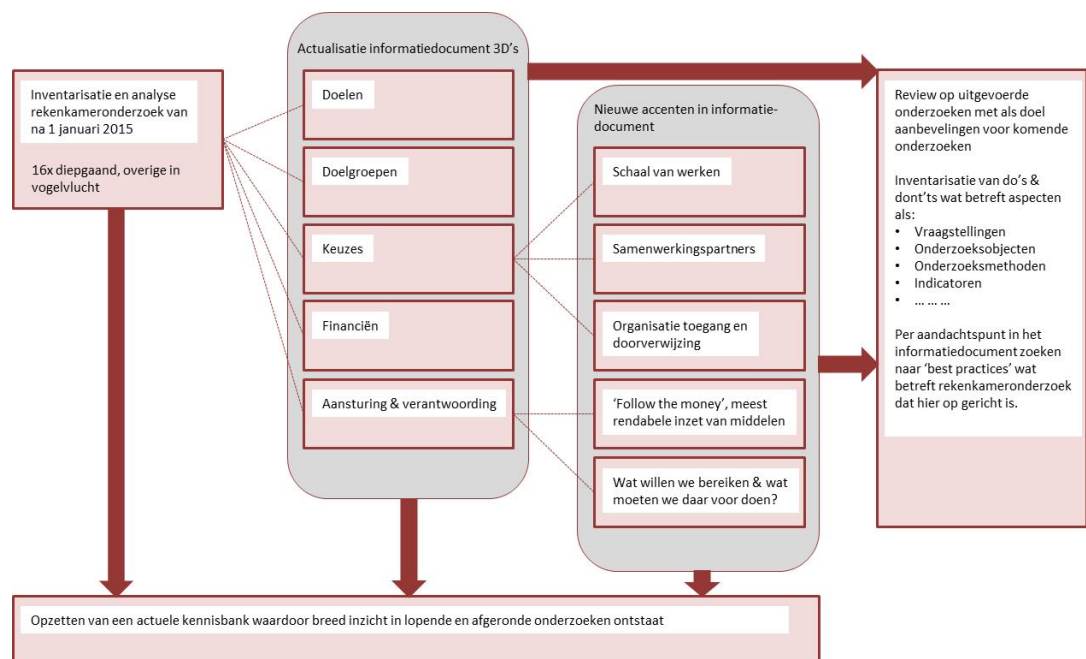 Inventarisatie en analyse
rekenkameronderzoek van
na 1 januari 2015
16x diepgaand, overige in
vogelvlucht
Actualisatie informatiedocument 3D’s
Doelen
Doelgroepen
Keuzes
Financiën
Aansturing & verantwoording
Nieuwe accenten in informatie-
document
Schaal van werken
Samenwerkingspartners
Organisatie toegang en
doorverwijzing
‘Follow the money’, meest
rendabele inzet van middelen
Wat willen we bereiken & wat
moeten we daar voor doen?
Review op uitgevoerde
onderzoeken met als doel
aanbevelingen voor komende
onderzoeken
Inventarisatie van do’s &
dont’ts wat betreft aspecten
als:
• Vraagstellingen
• Onderzoeksobjecten
• Onderzoeksmethoden
• Indicatoren
• … … …
Per aandachtspunt in het
informatiedocument zoeken
naar ‘best practices’ wat
betreft rekenkameronderzoek
dat hier op gericht is.
Opzetten van een actuele kennisbank waardoor breed inzicht in lopende en afgeronde onderzoeken ontstaat